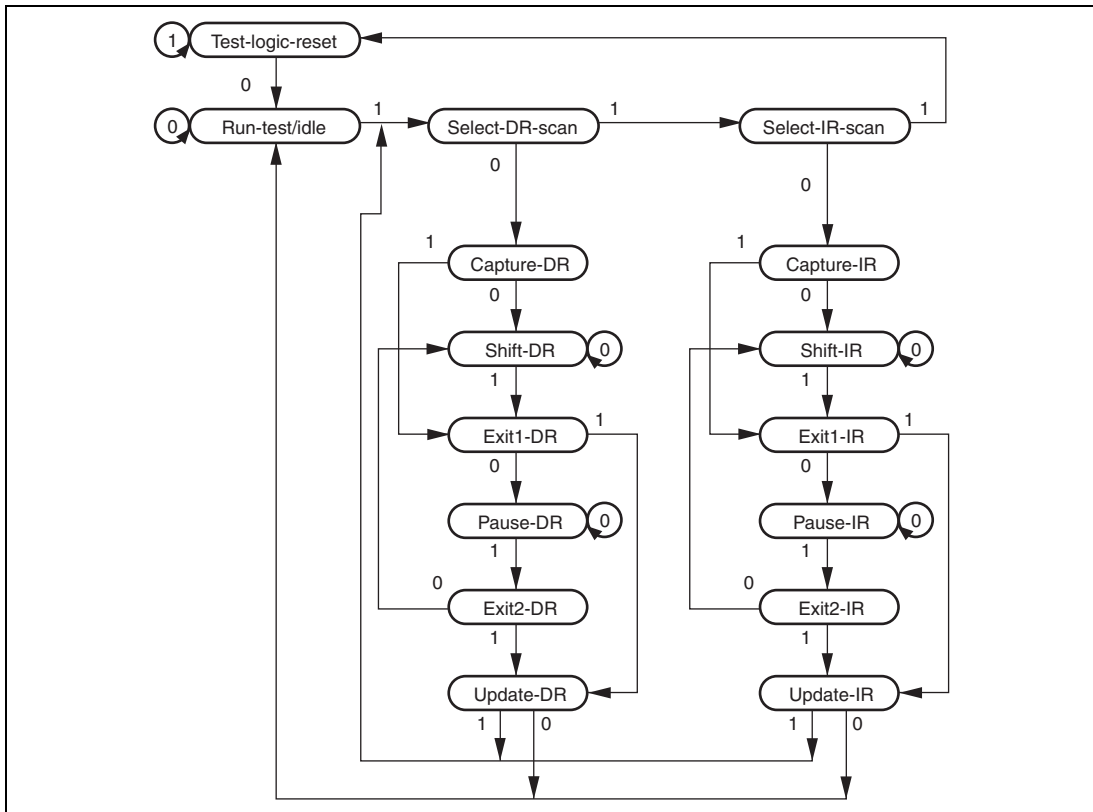 1 Test-logic-reset
0
0 Run-test/idle 1 Select-DR-scan 1 Select-IR-scan 1
0 0
1 Capture-DR 1 Capture-IR
0 0
Shift-DR 0 Shift-IR 0
1 1
Exit1-DR 1 Exit1-IR 1
0 0
Pause-DR 0 Pause-IR 0
1 1
0 Exit2-DR 0 Exit2-IR
1 1
Update-DR Update-IR
1 0 1 0